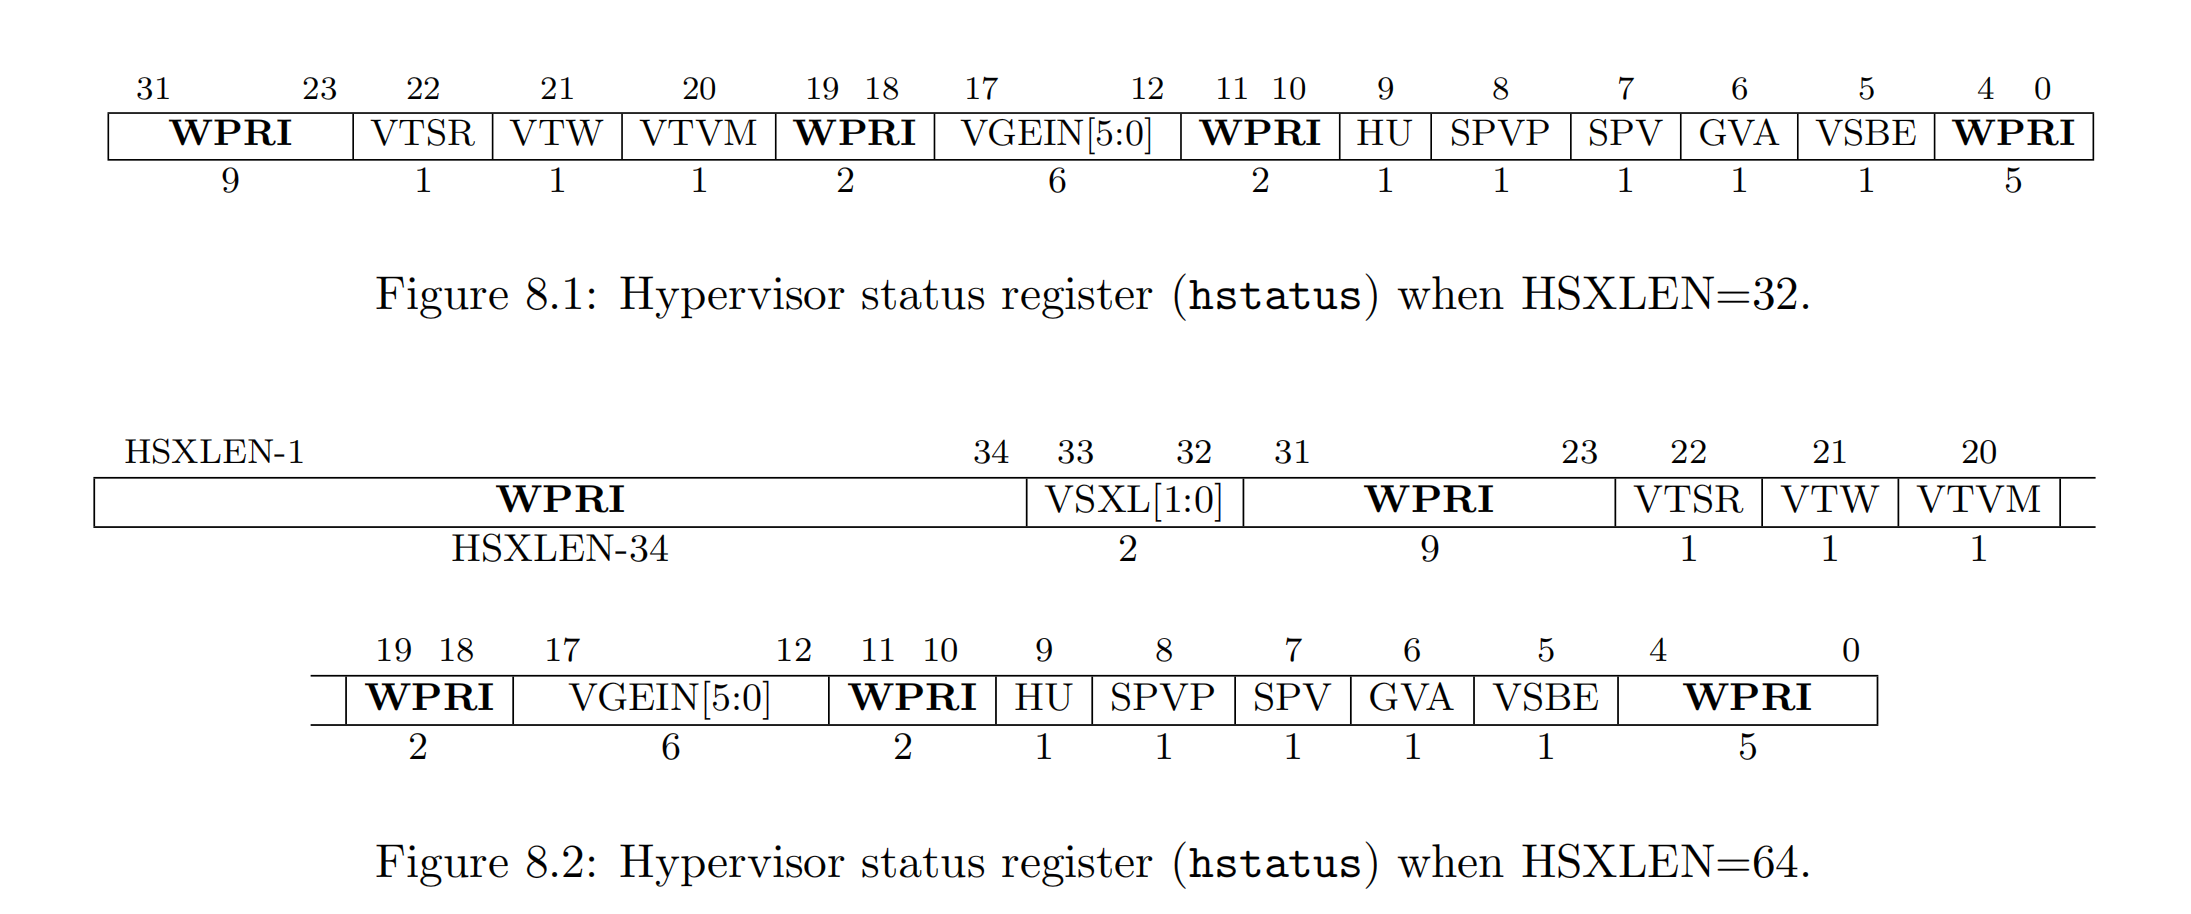 31 23 22 21 20 19 18 17 12 11 10 9 8 7 6 5 4 0
WPRI VTSR VTW VTVM WPRI VGEIN[5:0] WPRI HU SPVP SPV GVA VSBE WPRI
9 1 1 1 2 6 2 1 1 1 1 1 5
Figure 8.1: Hypervisor status register (hstatus) when HSXLEN=32.
HSXLEN-1 34 33 32 31 23 22 21 20
WPRI VSXL[1:0] WPRI VTSR VTW VTVM
HSXLEN-34 2 9 1 1 1
19 18 17 12 11 10 9 8 7 6 5 4 0
WPRI VGEIN[5:0] WPRI HU SPVP SPV GVA VSBE WPRI
2 6 2 1 1 1 1 1 5
Figure 8.2: Hypervisor status register (hstatus) when HSXLEN=64.